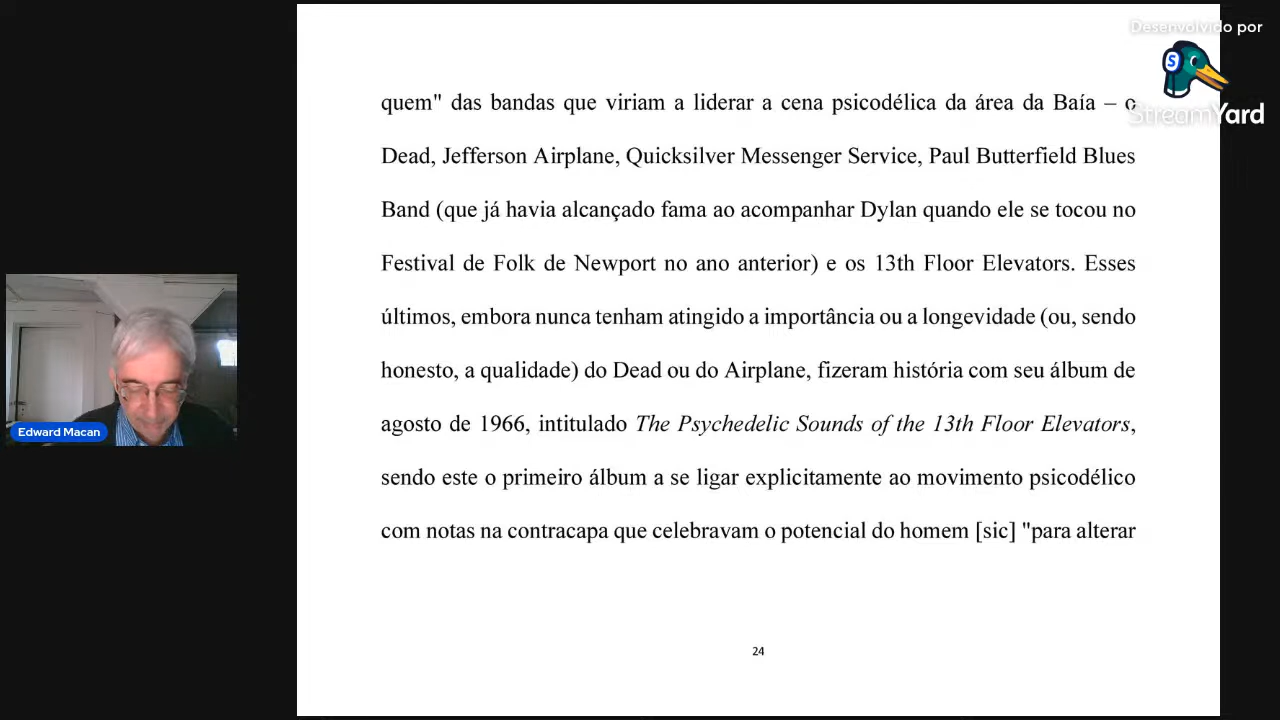 Desenvolvido por
StreamYard
quem" das bandas que viriam a liderar a cena psicodélica da área da Baía – o
Dead, Jefferson Airplane, Quicksilver Messenger Service, Paul Butterfield Blues
Band (que já havia alcançado fama ao acompanhar Dylan quando ele se tocou no
Festival de Folk de Newport no ano anterior) e os 13th Floor Elevators. Esses
últimos, embora nunca tenham atingido a importância ou a longevidade (ou, sendo
honesto, a qualidade) do Dead ou do Airplane, fizeram história com seu álbum de
agosto de 1966, intitulado The Psychedelic Sounds of the 13th Floor Elevators,
sendo este o primeiro álbum a se ligar explicitamente ao movimento psicodélico
com notas na contracapa que celebravam o potencial do homem [sic] "para alterar
24
Edward Macan